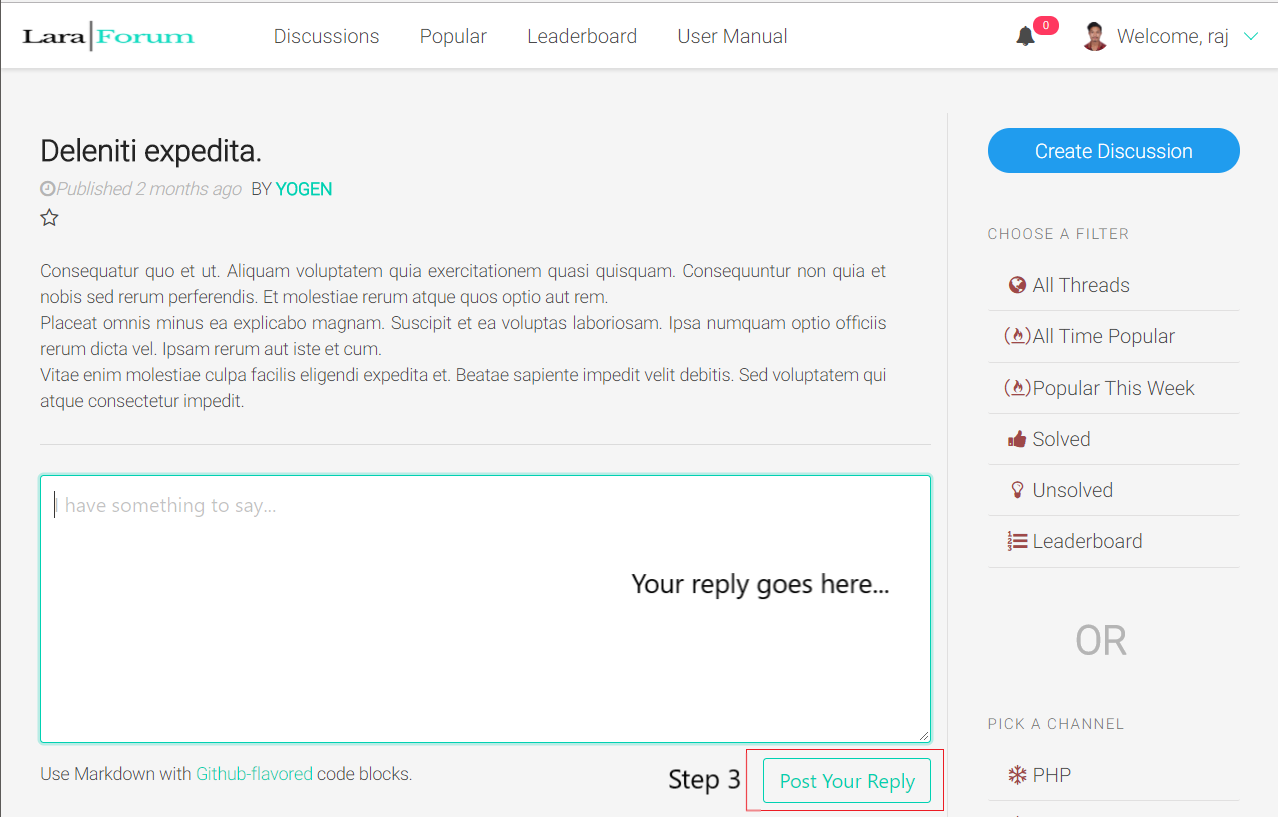 Lara|Forum
Discussions
Popular
Leaderboard
User Manual
0
Welcome, raj
Deleniti expedita.
Published 2 months ago BY YOGEN
Consequatur quo et ut. Aliquam voluptatem quia exercitationem quasi quisquam. Consequuntur non quia et
nobis sed rerum perferendis. Et molestiae rerum atque quos optio aut rem.
Placeat omnis minus ea explicabo magnam. Suscipit et ea voluptas laboriosam. Ipsa numquam optio officiis
rerum dicta vel. Ipsam rerum aut iste et cum.
Vitae enim molestiae culpa facilis eligendi expedita et. Beatae sapiente impedit velit debitis. Sed voluptatem qui
atque consectetur impedit.
I have something to say...
Your reply goes here...
Use Markdown with Github-flavored code blocks.
Step 3
Post Your Reply
Create Discussion
CHOOSE A FILTER
All Threads
All Time Popular
Popular This Week
Solved
Unsolved
Leaderboard
OR
PICK A CHANNEL
PHP